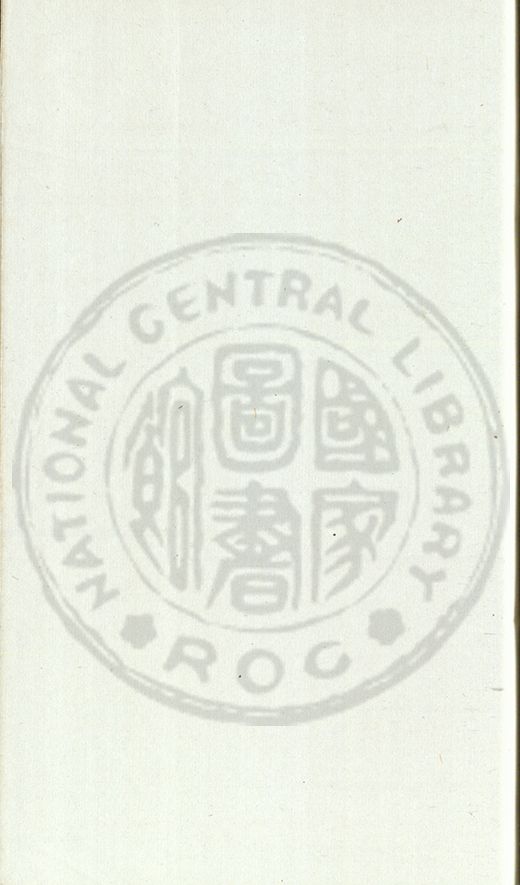 NATIONAL CENTRAL LIBRARY
國家
圖書
館
ROC